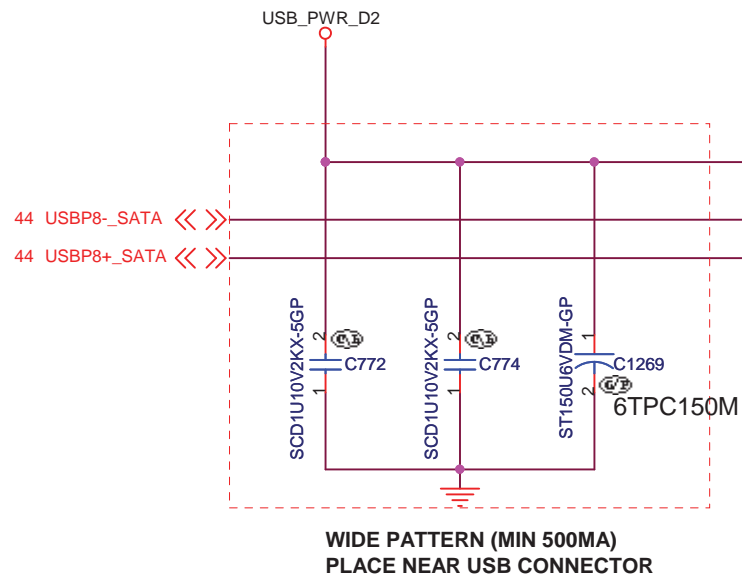 USB_PWR_D2
44 USBP8-_SATA
44 USBP8+_SATA
SCD1U10V2KX-5GP
2
1
C772
SCD1U10V2KX-5GP
2
1
C774
ST150U6VDM-GP
1
2
C1269
G/P
6TPC150M
WIDE PATTERN (MIN 500MA)
PLACE NEAR USB CONNECTOR